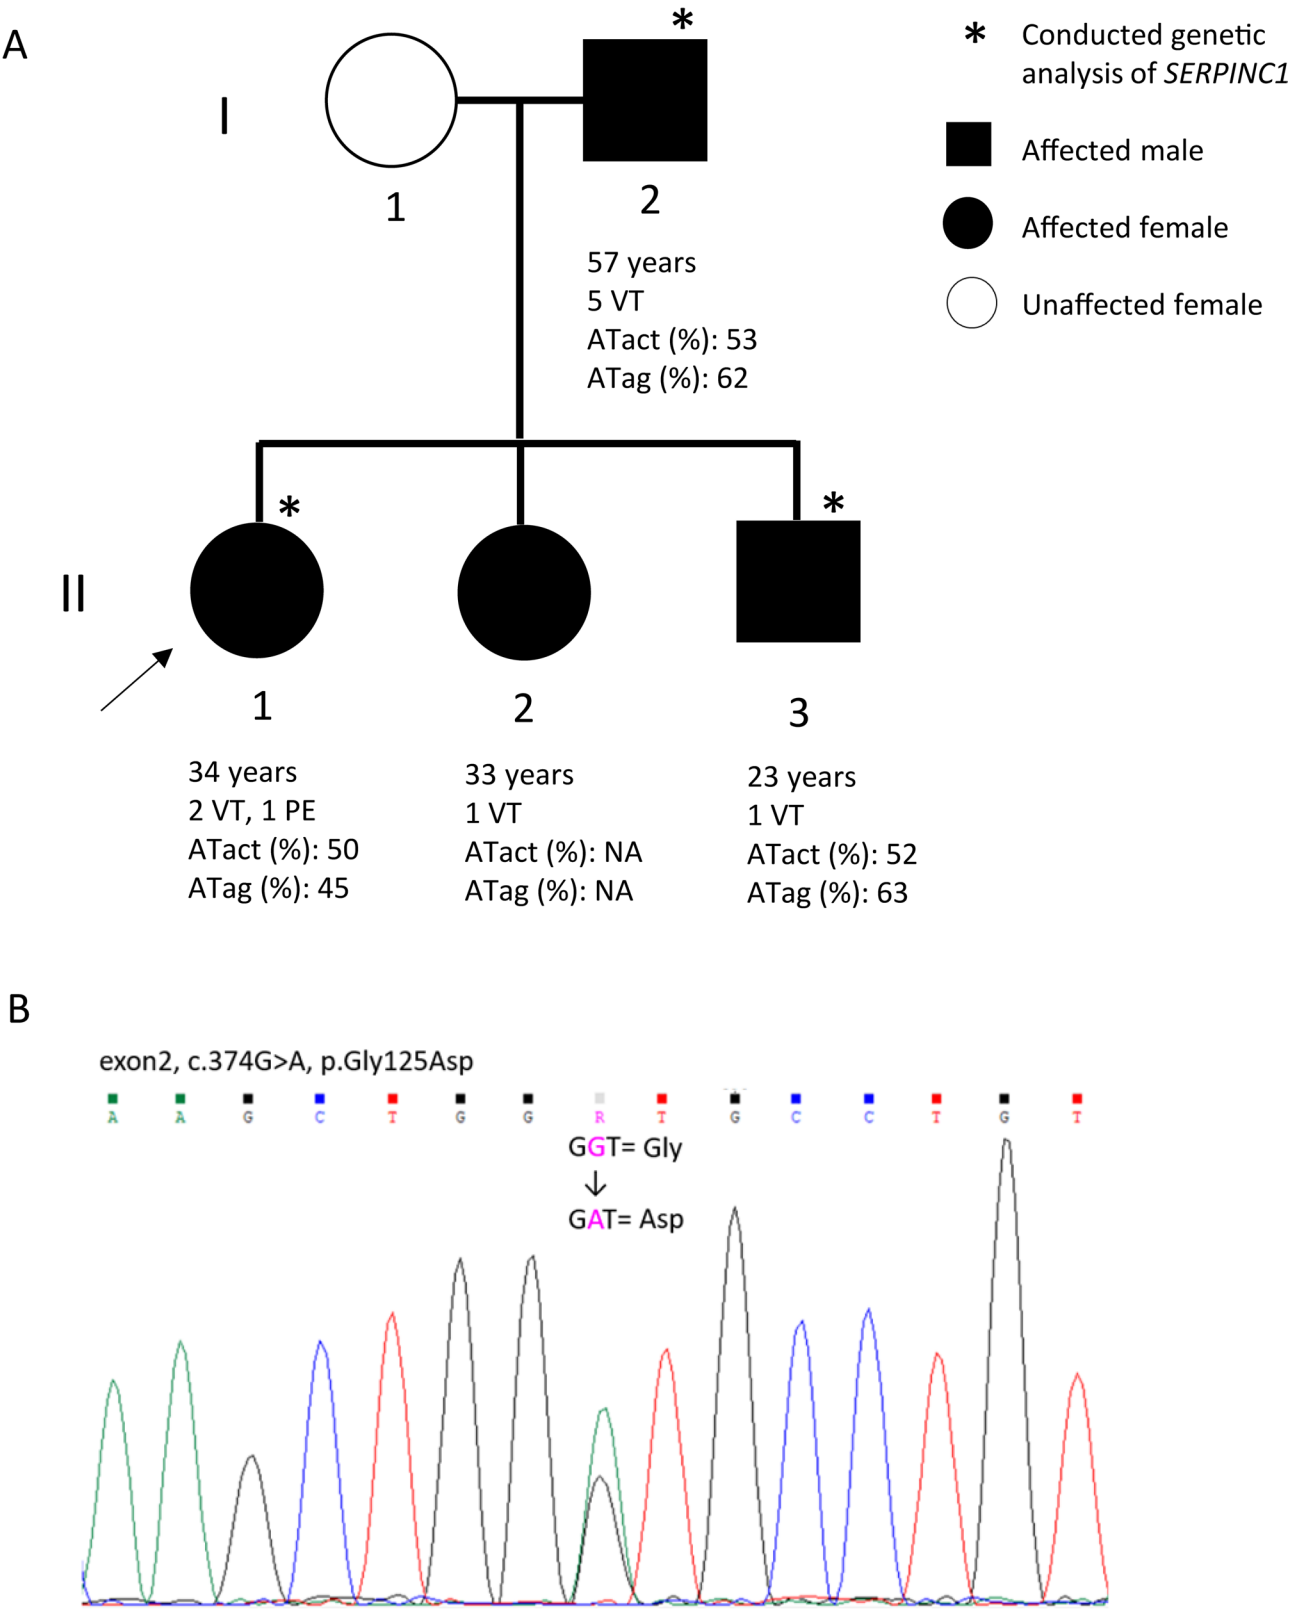 A
*
*
Conducted genetic
analysis of SERPINC1
I
Affected male
1
2
Affected female
57 years
5 VT
ATact (%): 53
ATag (%): 62
Unaffected female
*
*
II
1
2
3
34 years
2 VT, 1 PE
ATact (%): 50
ATag (%): 45
33 years
1 VT
ATact (%): NA
ATag (%): NA
23 years
1 VT
ATact (%): 52
ATag (%): 63
B
exon2, c.374G>A, p.Gly125Asp
A A G C T G G R T G C C T G T
GGT= Gly
↓
GAT= Asp